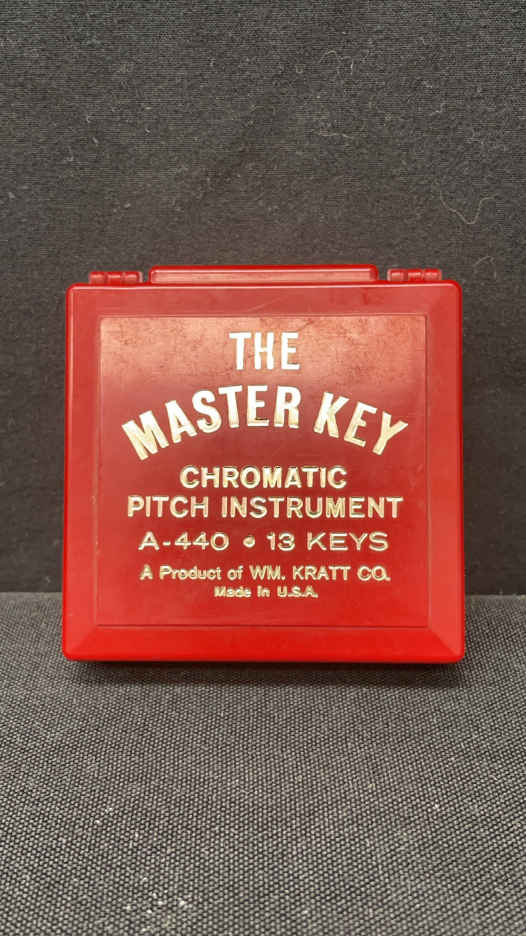 THE
MASTER KEY
CHROMATIC
PITCH INSTRUMENT
A-440 • 13 KEYS
A Product of WM. KRATT CO.
Made in U.S.A.